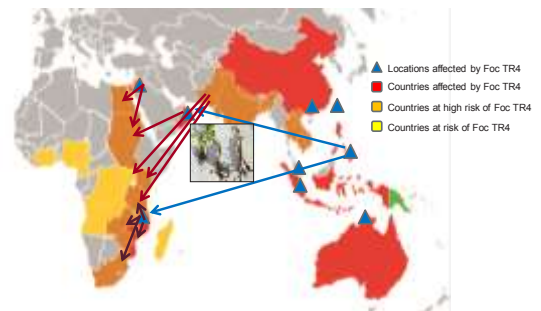 Locations affected by Foc TR4
Countries affected by Foc TR4
Countries at high risk of Foc TR4
Countries at risk of Foc TR4